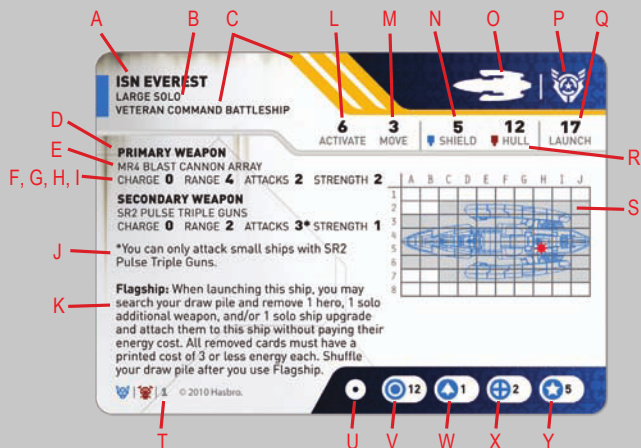 A B C L M N O P Q
ISN EVEREST
LARGE SOLO
VETERAN COMMAND BATTLESHIP
6 3 5 12 17
ACTIVATE MOVE SHIELD HULL LAUNCH
R
D
PRIMARY WEAPON
E
MR4 BLAST CANNON ARRAY
F, G, H, I
CHARGE 0 RANGE 4 ATTACKS 2 STRENGTH 2
SECONDARY WEAPON
SR2 PULSE TRIPLE GUNS
CHARGE 0 RANGE 2 ATTACKS 3* STRENGTH 1
J
*You can only attack small ships with SR2
Pulse Triple Guns.
K
Flagship: When launching this ship, you may
search your draw pile and remove 1 hero, 1 solo
additional weapon, and/or 1 solo ship upgrade
and attach them to this ship without paying their
energy cost. All removed cards must have a
printed cost of 3 or less energy each. Shuffle
your draw pile after you use Flagship.
A B C D E F G H I J
1
2
3
4
5
6
7
8
S
1 © 2010 Hasbro.
12 1 2 5
T U V W X Y